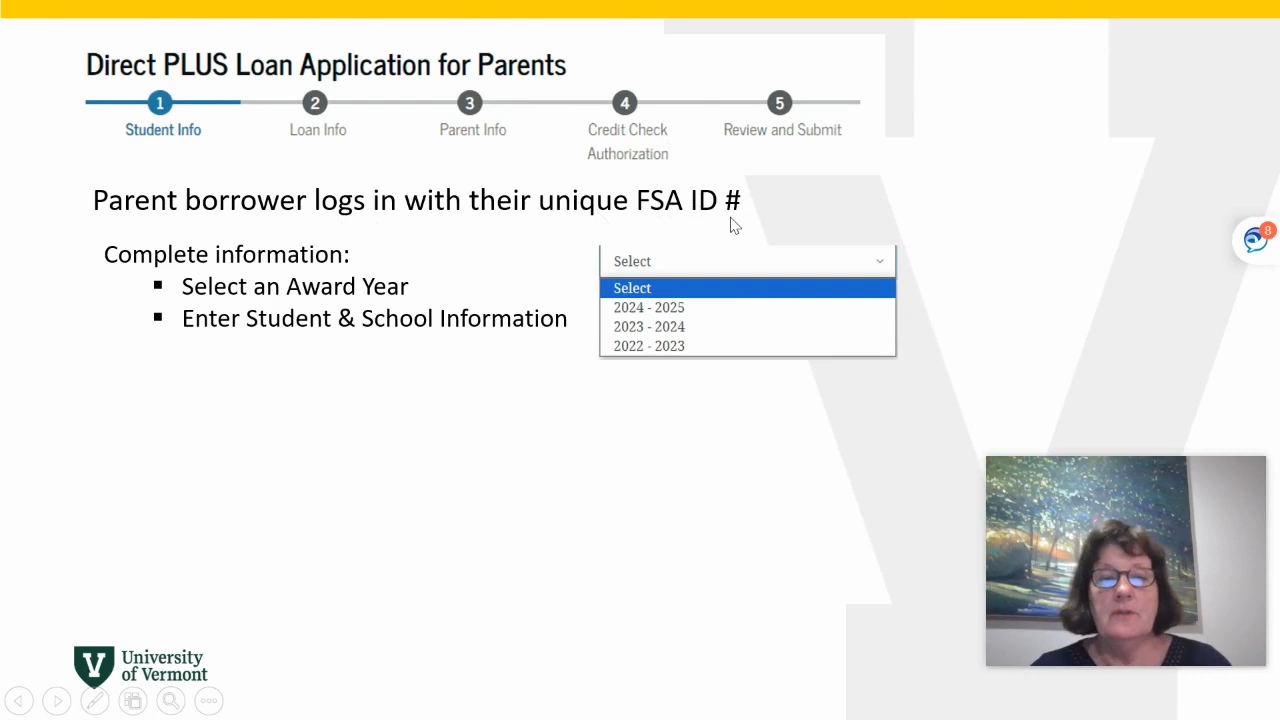 Direct PLUS Loan Application for Parents
1 2 3 4 5
Student Info Loan Info Parent Info Credit Check Review and Submit
Authorization
Parent borrower logs in with their unique FSA ID #
Complete information:
▪ Select an Award Year
▪ Enter Student & School Information
Select
Select
2024 - 2025
2023 - 2024
2022 - 2023
8
V University
of Vermont